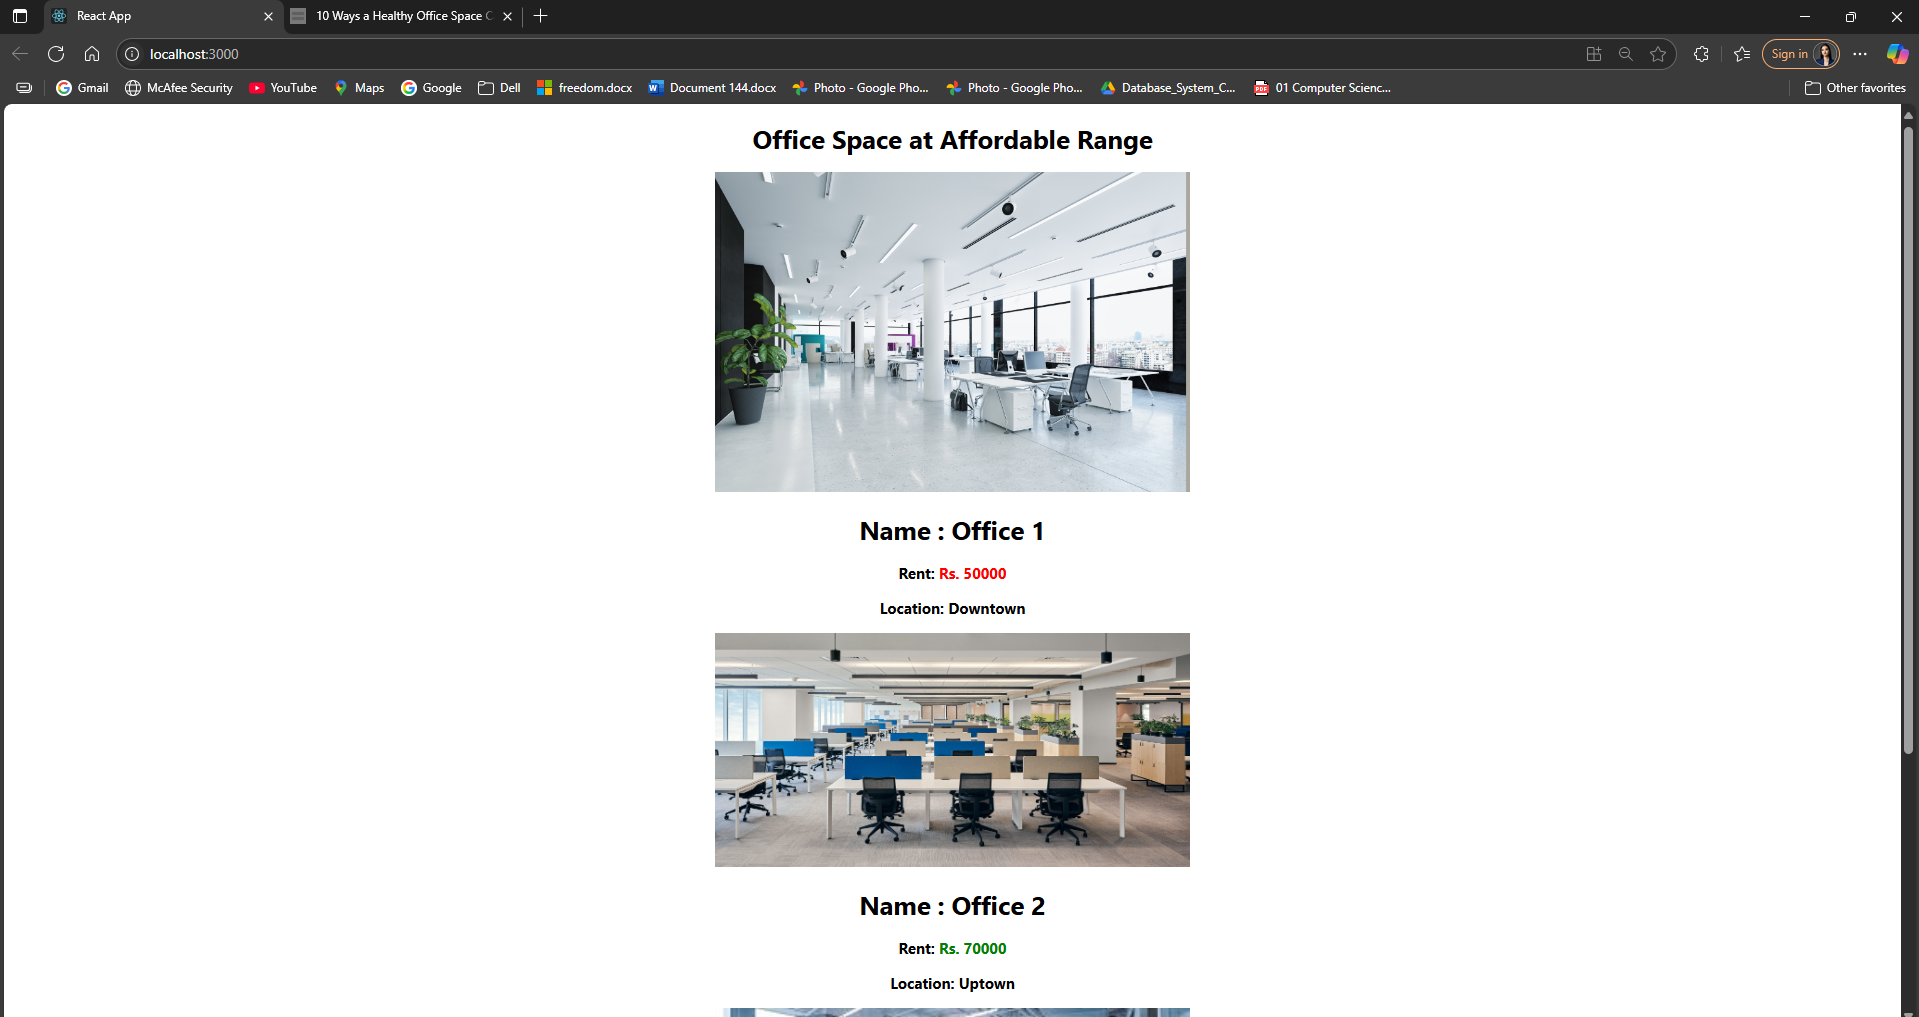 React App
10 Ways a Healthy Office Space
localhost:3000
Sign in
Gmail
McAfee Security
YouTube
Maps
Google
Dell
freedom.docx
Document 144.docx
Photo - Google Pho...
Photo - Google Pho...
Database_System_C...
01 Computer Scienc...
Other favorites
Office Space at Affordable Range
Name : Office 1
Rent: Rs. 50000
Location: Downtown
Name : Office 2
Rent: Rs. 70000
Location: Uptown